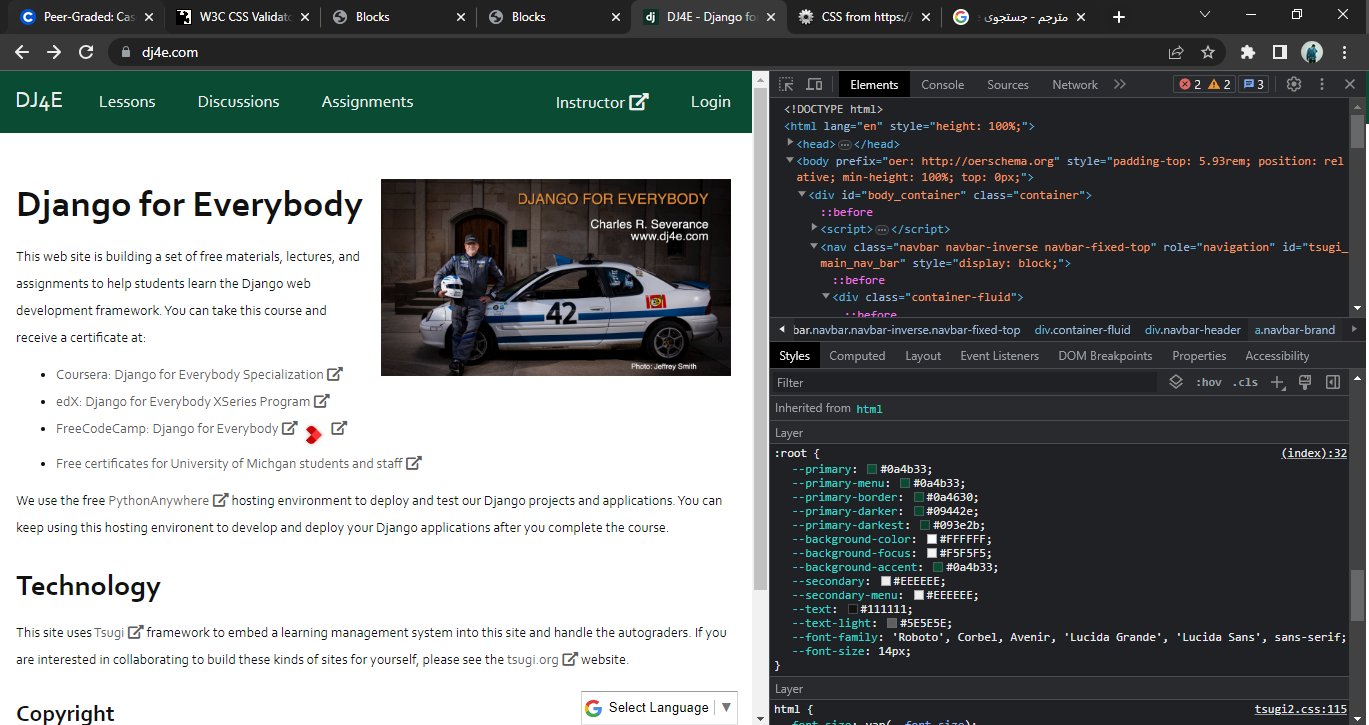 Peer-Graded: Cas
W3C CSS Validato
Blocks
Blocks
DJ4E - Django fo
CSS from https:/
مترجم - جستجوی
dj4e.com
DJ4E
Lessons
Discussions
Assignments
Instructor
Login
Django for Everybody
This web site is building a set of free materials, lectures, and
assignments to help students learn the Django web
development framework. You can take this course and
receive a certificate at:
Coursera: Django for Everybody Specialization
edX: Django for Everybody XSeries Program
FreeCodeCamp: Django for Everybody
Free certificates for University of Michgan students and staff
DJANGO FOR EVERYBODY
Charles R. Severance
www.dj4e.com
42
Photo: Jeffrey Smith
We use the free PythonAnywhere hosting environment to deploy and test our Django projects and applications. You can
keep using this hosting environent to develop and deploy your Django applications after you complete the course.
Technology
This site uses Tsugi framework to embed a learning management system into this site and handle the autograders. If you
are interested in collaborating to build these kinds of sites for yourself, please see the tsugi.org website.
Copyright
Select Language ▼
Elements
Console
Sources
Network
2
2
3
<!DOCTYPE html>
<html lang="en" style="height: 100%;">
<head>…</head>
<body prefix="oer: http://oerschema.org" style="padding-top: 5.93rem; position: rel
ative; min-height: 100%; top: 0px;">
<div id="body_container" class="container">
::before
<script>…</script>
<nav class="navbar navbar-inverse navbar-fixed-top" role="navigation" id="tsugi_
main_nav_bar" style="display: block;">
::before
<div class="container-fluid">
::before
bar.navbar.navbar-inverse.navbar-fixed-top
div.container-fluid
div.navbar-header
a.navbar-brand
Styles
Computed
Layout
Event Listeners
DOM Breakpoints
Properties
Accessibility
Filter
:hov
.cls
Inherited from html
Layer
:root {
(index):32
--primary: #0a4b33;
--primary-menu: #0a4b33;
--primary-border: #0a4630;
--primary-darker: #09442e;
--primary-darkest: #093e2b;
--background-color: #FFFFFF;
--background-focus: #F5F5F5;
--background-accent: #0a4b33;
--secondary: #EEEEEE;
--secondary-menu: #EEEEEE;
--text: #111111;
--text-light: #5E5E5E;
--font-family: 'Roboto', Corbel, Avenir, 'Lucida Grande', 'Lucida Sans', sans-serif;
--font-size: 14px;
}
Layer
html {
tsugi2.css:115
font-size: var(--font-size);